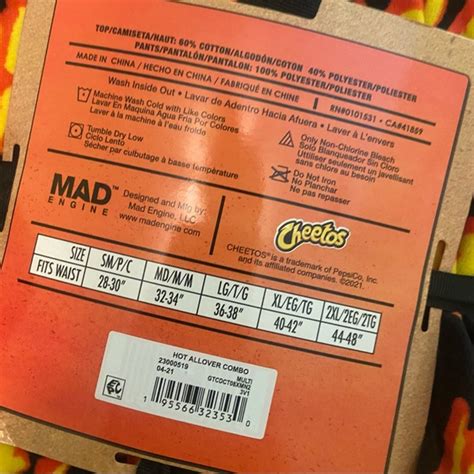 TOP/CAMISETA/HAUT: 60% COTTON/ALGODÓN/COTON 40% POLYESTER/POLIESTER
PANTS/PANTALÓN/PANTALON: 100% POLYESTER/POLIESTER
MADE IN CHINA / HECHO EN CHINA / FABRIQUÉ EN CHINE
RN#0101531 • CA#41859
Wash Inside Out • Lavar de Adentro Hacia Afuera • Laver à L'envers
Machine Wash Cold with Like Colors
Lavar En Maquina Agua Fria Por Colores
Laver à la machine à l'eau froide
Only Non-Chlorine Bleach
Solo Blanqueador Sin Cloro
Utiliser seulement un javellisant
sans chlore au besoin
Tumble Dry Low
Ciclo Lento
Sécher par culbutage à basse température
Do Not Iron
No Planchar
Ne pas repasser
MAD™
ENGINE
Designed and Mfg by:
Mad Engine, LLC
www.madengine.com
Cheetos
CHEETOS® is a trademark of PepsiCo, Inc.
and its affiliated companies. ©2021.
SIZE SM/P/C MD/M/M LG/T/G XL/EG/TG 2XL/2EG/2TG
FITS WAIST 28-30" 32-34" 36-38" 40-42" 44-48"
HOT ALLOVER COMBO
23000519
04-21
MULTI
GTCDCT08XMN2
3V1
1 95566 32353 0